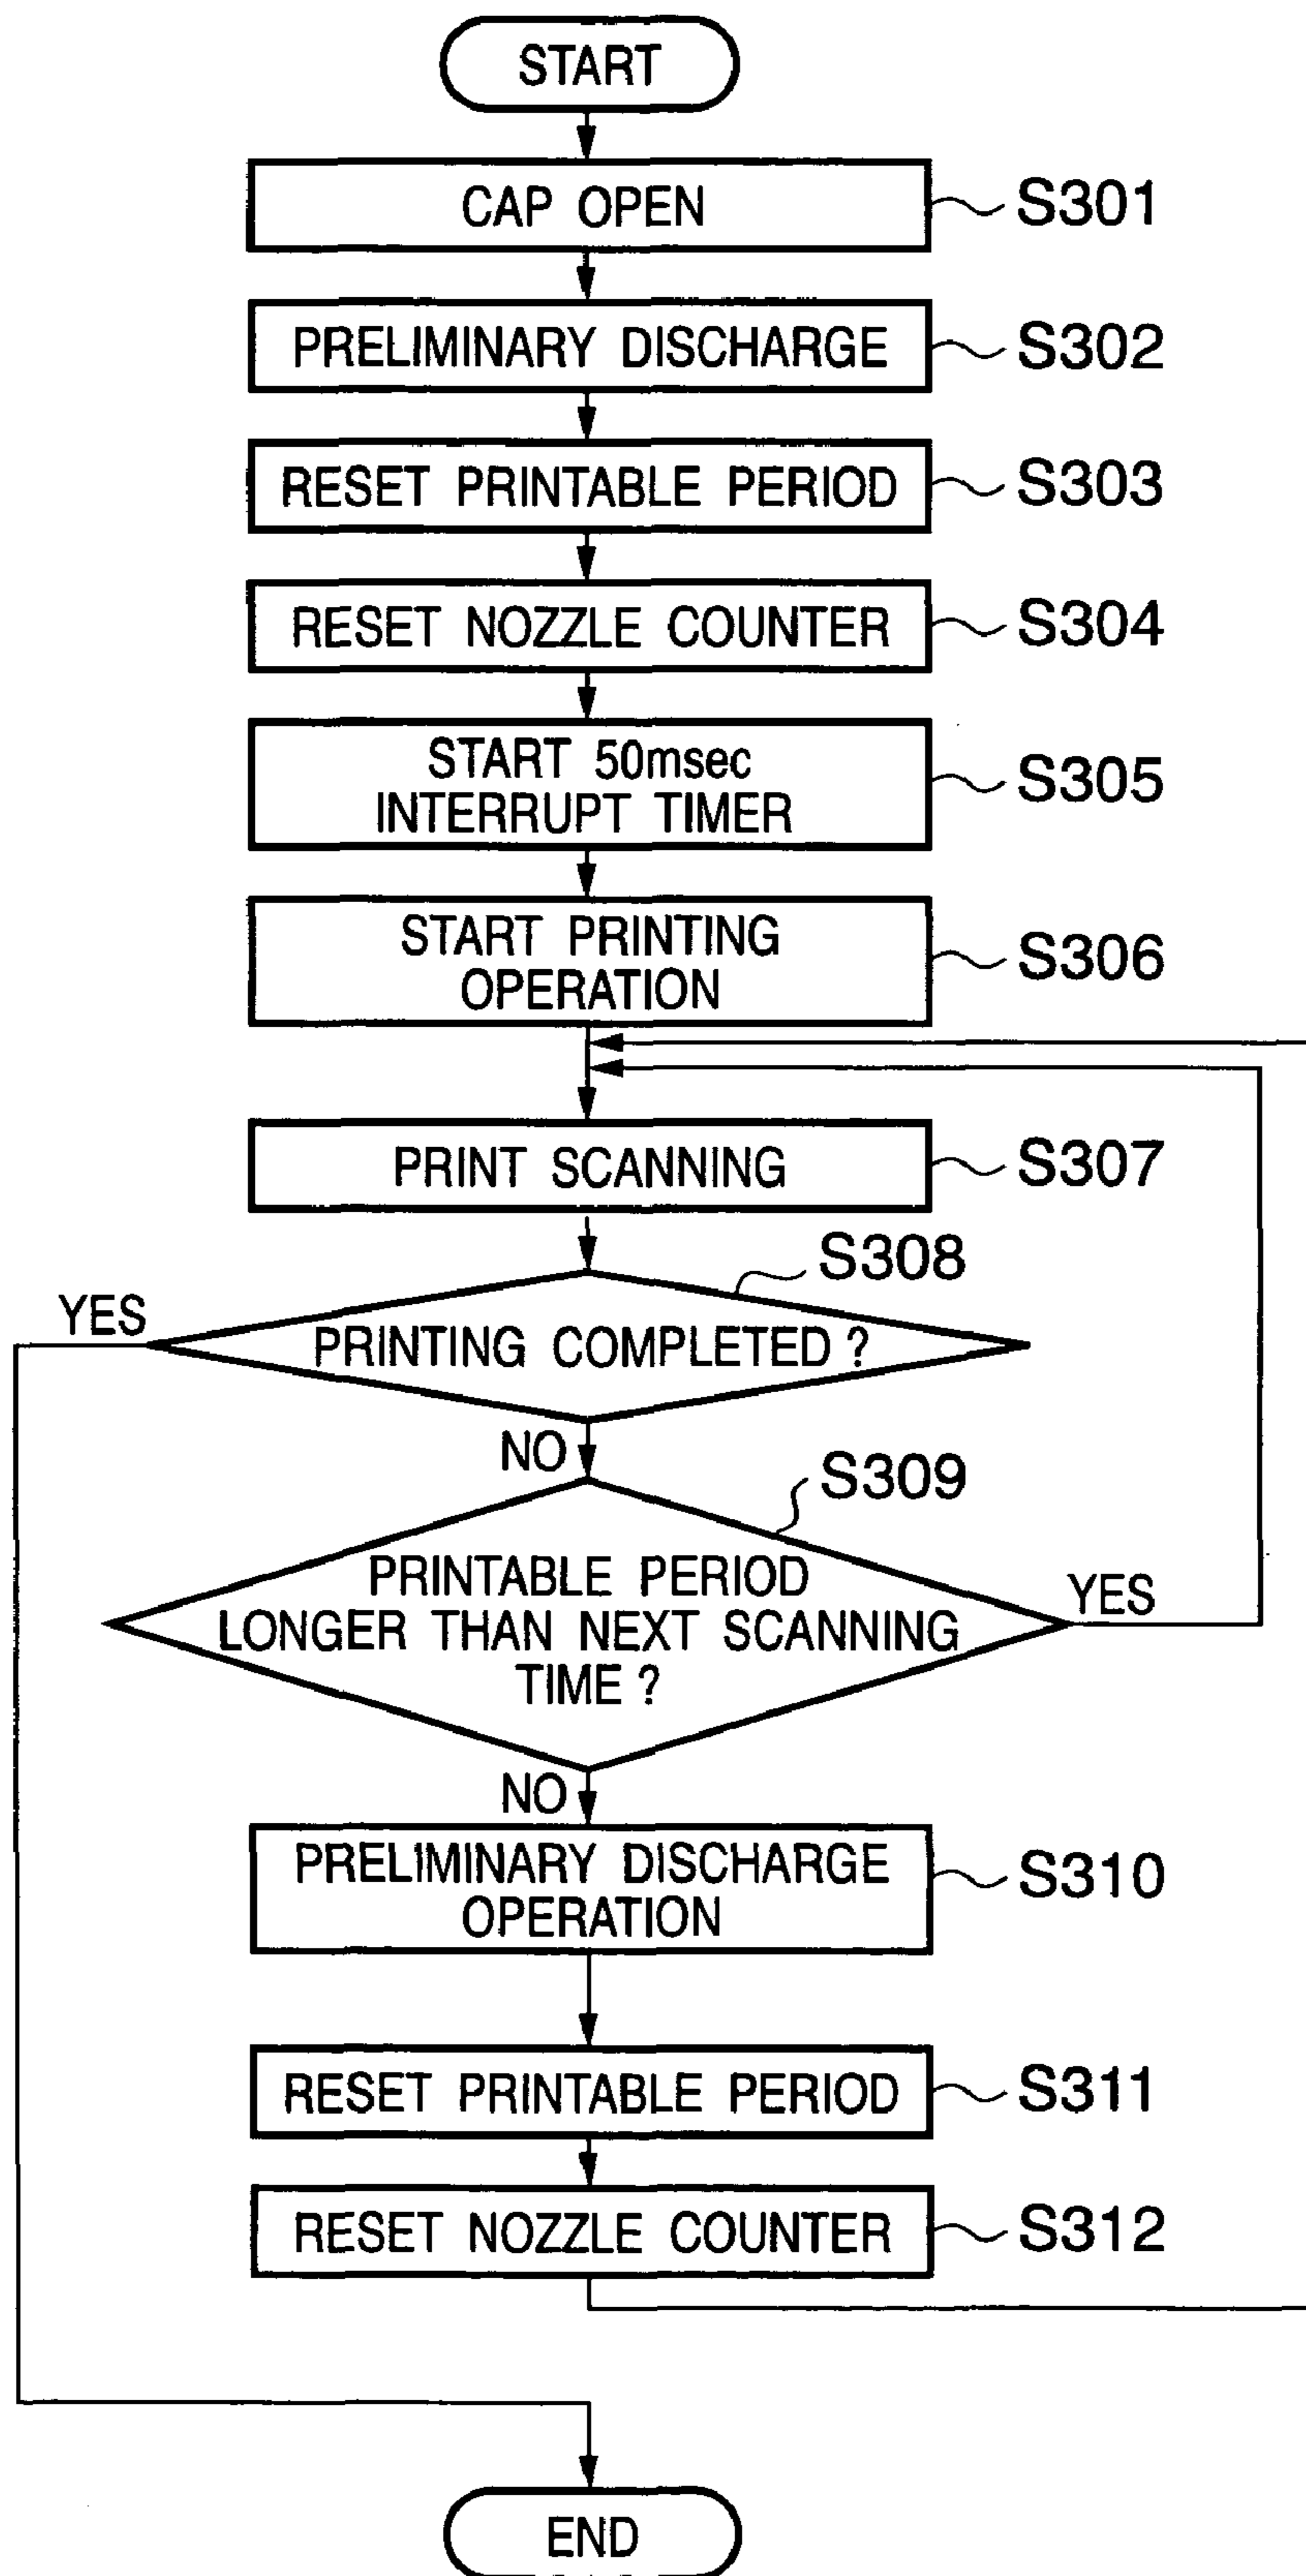 START
CAP OPEN
S301
PRELIMINARY DISCHARGE
S302
RESET PRINTABLE PERIOD
S303
RESET NOZZLE COUNTER
S304
START 50msec
INTERRUPT TIMER
S305
START PRINTING
OPERATION
S306
PRINT SCANNING
S307
S308
YES
PRINTING COMPLETED ?
NO
S309
PRINTABLE PERIOD
LONGER THAN NEXT SCANNING
TIME ?
YES
NO
PRELIMINARY DISCHARGE
OPERATION
S310
RESET PRINTABLE PERIOD
S311
RESET NOZZLE COUNTER
S312
END